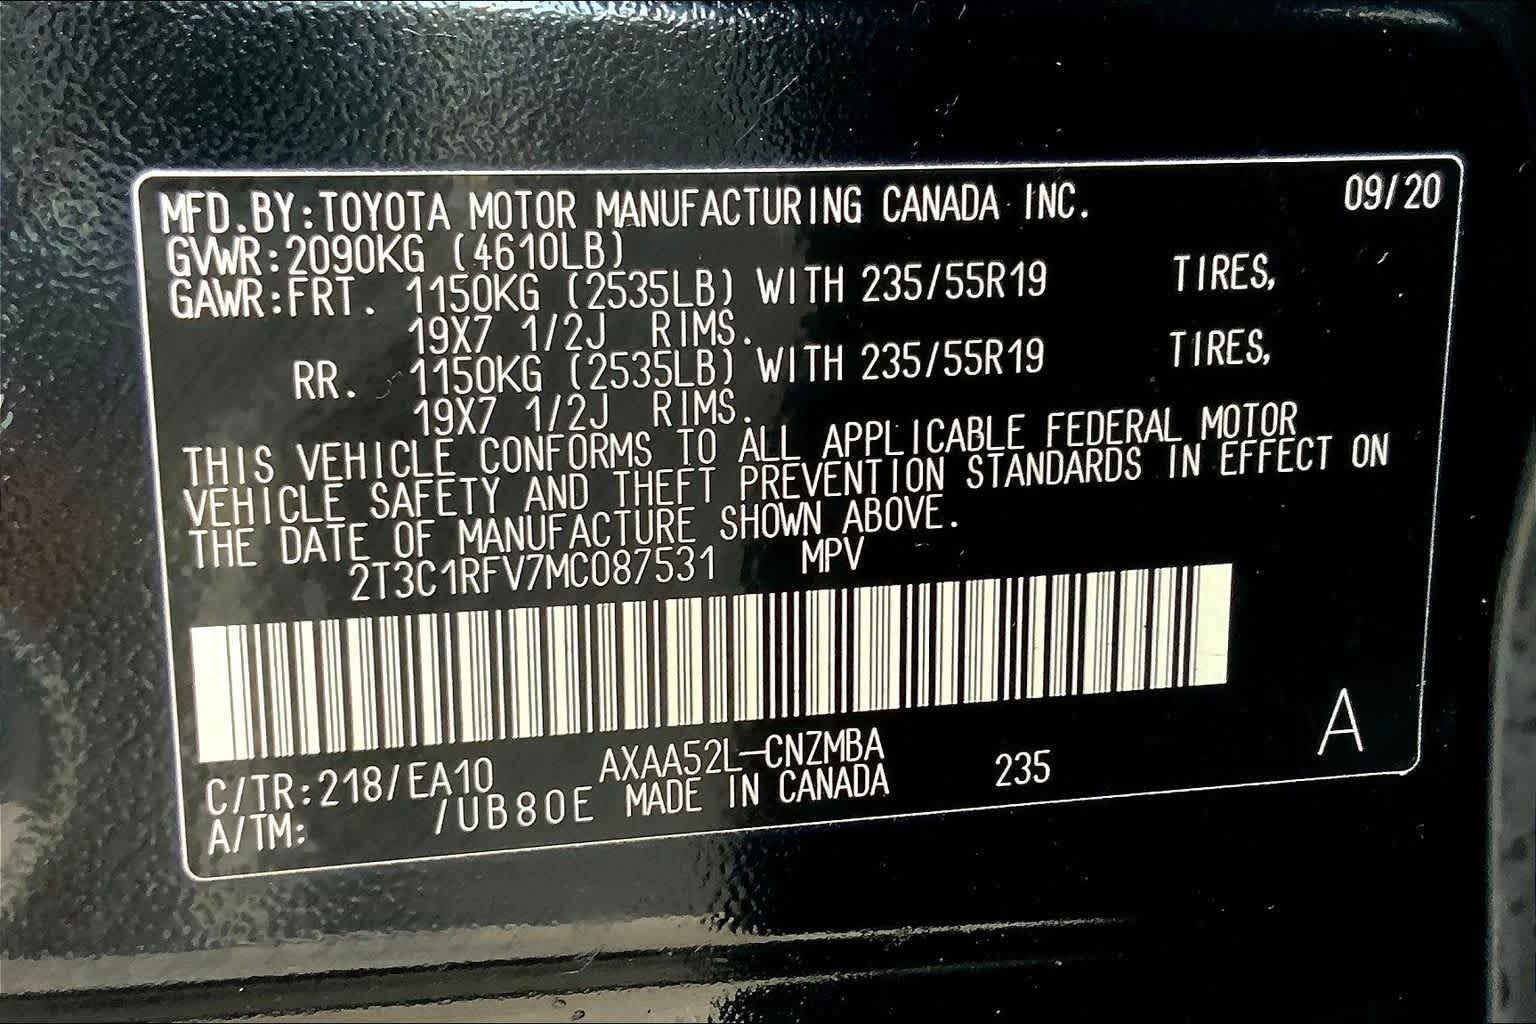 MFD.BY:TOYOTA MOTOR MANUFACTURING CANADA INC. 09/20
GVWR:2090KG (4610LB)
GAWR:FRT. 1150KG (2535LB) WITH 235/55R19 TIRES,
19X7 1/2J RIMS.
RR. 1150KG (2535LB) WITH 235/55R19 TIRES,
19X7 1/2J RIMS.
THIS VEHICLE CONFORMS TO ALL APPLICABLE FEDERAL MOTOR
VEHICLE SAFETY AND THEFT PREVENTION STANDARDS IN EFFECT ON
THE DATE OF MANUFACTURE SHOWN ABOVE.
2T3C1RFV7MC087531 MPV
C/TR:218/EA10 AXAA52L-CNZMBA 235 A
A/TM: /UB80E MADE IN CANADA